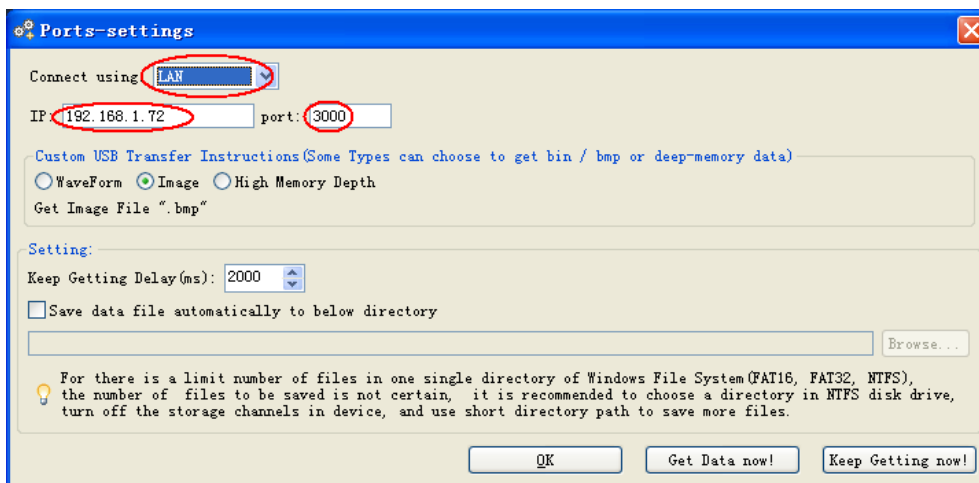 Ports-settings
Connect using LAN
IP: 192.168.1.72 port: 3000
Custom USB Transfer Instructions(Some Types can choose to get bin / bmp or deep-memory data)
WaveForm Image High Memory Depth
Get Image File ".bmp"
Setting:
Keep Getting Delay(ms): 2000
Save data file automatically to below directory
Browse...
For there is a limit number of files in one single directory of Windows File System(FAT16, FAT32, NTFS),
the number of files to be saved is not certain, it is recommended to choose a directory in NTFS disk drive,
turn off the storage channels in device, and use short directory path to save more files.
OK Get Data now! Keep Getting now!